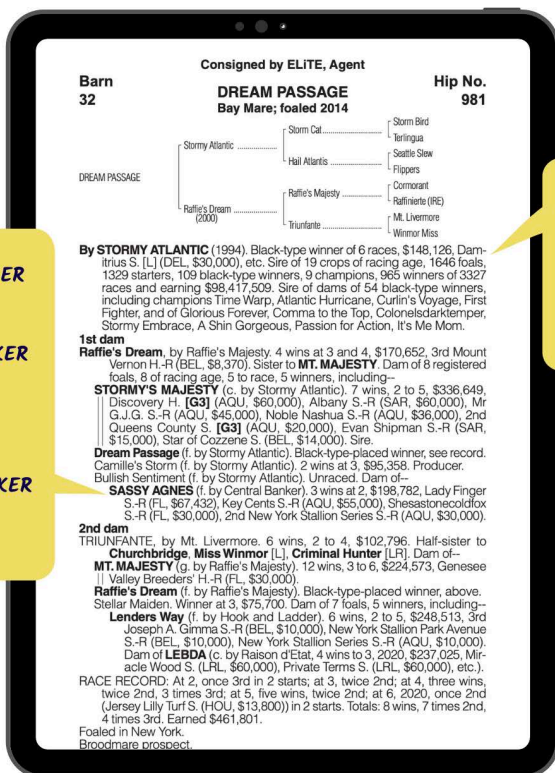 Consigned by ELiTE, Agent
Barn
32
DREAM PASSAGE
Bay Mare; foaled 2014
Hip No.
981
DREAM PASSAGE
Stormy Atlantic
Raffie's Dream
(2000)
Storm Cat
Hail Atlantis
Raffie's Majesty
Triunfante
Storm Bird
Terlingua
Seattle Slew
Flippers
Cormorant
Raffinierte (IRE)
Mt. Livermore
Winmor Miss
ER
KER
KER
By STORMY ATLANTIC (1994). Black-type winner of 6 races, $148,126, Dam-
itrius S. [L] (DEL, $30,000), etc. Sire of 19 crops of racing age, 1646 foals,
1329 starters, 109 black-type winners, 9 champions, 965 winners of 3327
races and earning $98,417,509. Sire of dams of 54 black-type winners,
including champions Time Warp, Atlantic Hurricane, Curlin's Voyage, First
Fighter, and of Glorious Forever, Comma to the Top, Colonelsdarktemper,
Stormy Embrace, A Shin Gorgeous, Passion for Action, It's Me Mom.
1st dam
Raffie's Dream, by Raffie's Majesty. 4 wins at 3 and 4, $170,652, 3rd Mount
Vernon H.-R (BEL, $8,370). Sister to MT. MAJESTY. Dam of 8 registered
foals, 8 of racing age, 5 to race, 5 winners, including--
STORMY'S MAJESTY (c. by Stormy Atlantic). 7 wins, 2 to 5, $336,649,
Discovery H. [G3] (AQU, $60,000), Albany S.-R (SAR, $60,000), Mr
G.J.G. S.-R (AQU, $45,000), Noble Nashua S.-R (AQU, $36,000), 2nd
Queens County S. [G3] (AQU, $20,000), Evan Shipman S.-R (SAR,
$15,000), Star of Cozzene S. (BEL, $14,000). Sire.
Dream Passage (f. by Stormy Atlantic). Black-type-placed winner, see record.
Camille's Storm (f. by Stormy Atlantic). 2 wins at 3, $95,358. Producer.
Bullish Sentiment (f. by Stormy Atlantic). Unraced. Dam of--
SASSY AGNES (f. by Central Banker). 3 wins at 2, $198,782, Lady Finger
S.-R (FL, $67,432), Key Cents S.-R (AQU, $55,000), Shesastonecoldfox
S.-R (FL, $30,000), 2nd New York Stallion Series S.-R (AQU, $30,000).
2nd dam
TRIUNFANTE, by Mt. Livermore. 6 wins, 2 to 4, $102,796. Half-sister to
Churchbridge, Miss Winmor [L], Criminal Hunter [LR]. Dam of--
MT. MAJESTY (g. by Raffie's Majesty). 12 wins, 3 to 6, $224,573, Genesee
Valley Breeders' H.-R (FL, $30,000).
Raffie's Dream (f. by Raffie's Majesty). Black-type-placed winner, above.
Stellar Maiden. Winner at 3, $75,700. Dam of 7 foals, 5 winners, including--
Lenders Way (f. by Hook and Ladder). 6 wins, 2 to 5, $248,513, 3rd
Joseph A. Gimma S.-R (BEL, $10,000), New York Stallion Park Avenue
S.-R (BEL, $10,000), New York Stallion Series S.-R (AQU, $10,000).
Dam of LEBDA (c. by Raison d'Etat, 4 wins to 3, 2020, $237,025, Mir-
acle Wood S. (LRL, $60,000), Private Terms S. (LRL, $60,000), etc.).
RACE RECORD: At 2, once 3rd in 2 starts; at 3, twice 2nd; at 4, three wins,
twice 2nd, 3 times 3rd; at 5, five wins, twice 2nd; at 6, 2020, once 2nd
(Jersey Lilly Turf S. (HOU, $13,800)) in 2 starts. Totals: 8 wins, 7 times 2nd,
4 times 3rd. Earned $461,801.
Foaled in New York.
Broodmare prospect.